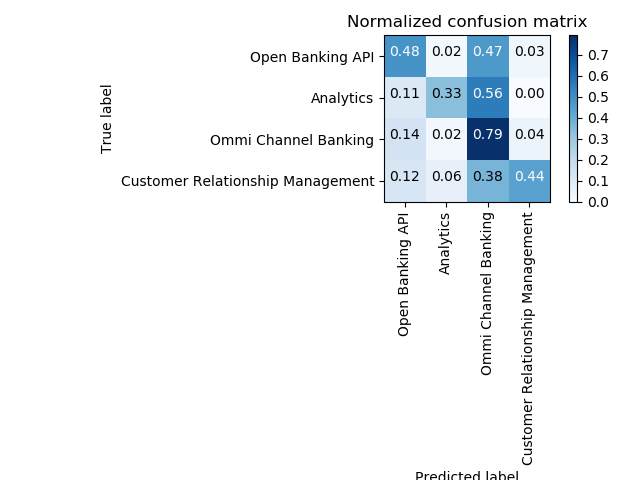 Normalized confusion matrix
True label
Open Banking API 0.48 0.02 0.47 0.03
Analytics 0.11 0.33 0.56 0.00
Ommi Channel Banking 0.14 0.02 0.79 0.04
Customer Relationship Management 0.12 0.06 0.38 0.44
0.7
0.6
0.5
0.4
0.3
0.2
0.1
0.0
Open Banking API
Analytics
Ommi Channel Banking
Customer Relationship Management
Predicted label